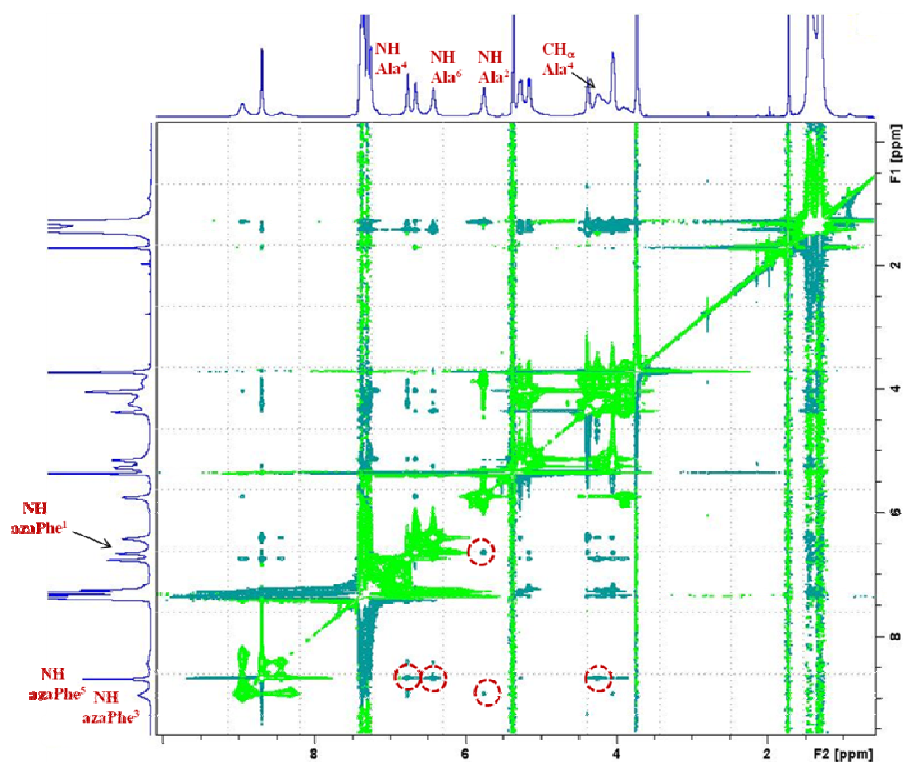 NH
Ala⁴
NH
Ala⁶
NH
Ala²
CHα
Ala⁴
F1 [ppm]
2
4
6
8
NH
azaPhe¹
NH
azaPhe⁵
NH
azaPhe³
8
6
4
2
F2 [ppm]